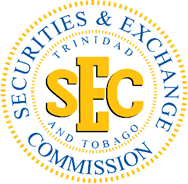 SECURITIES & EXCHANGE
COMMISSION
TRINIDAD
SEC
AND TOBAGO